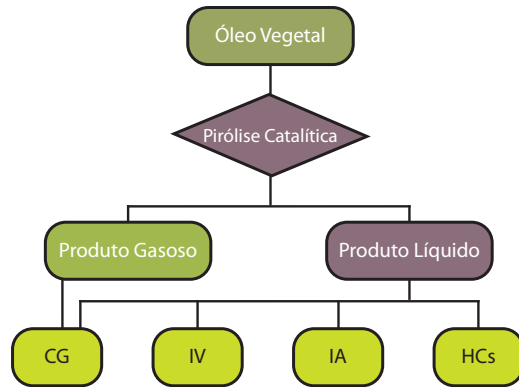 Óleo Vegetal
Pirólise Catalítica
Produto Gasoso
Produto Líquido
CG
IV
IA
HCs